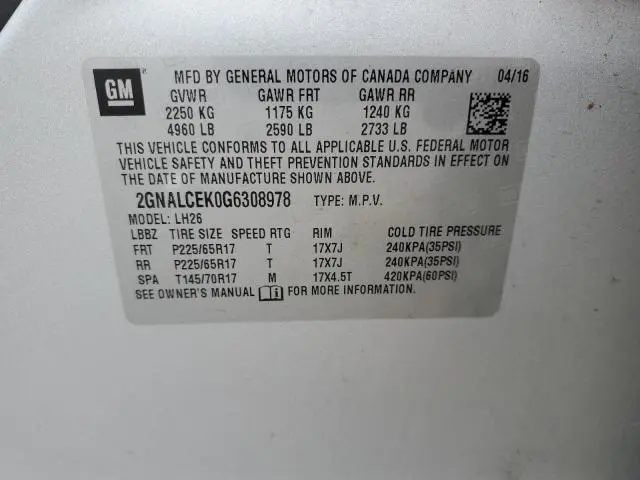 GM MFD BY GENERAL MOTORS OF CANADA COMPANY 04/16
GVWR GAWR FRT GAWR RR
2250 KG 1175 KG 1240 KG
4960 LB 2590 LB 2733 LB
THIS VEHICLE CONFORMS TO ALL APPLICABLE U.S. FEDERAL MOTOR
VEHICLE SAFETY AND THEFT PREVENTION STANDARDS IN EFFECT ON
THE DATE OF MANUFACTURE SHOWN ABOVE.
2GNALCEK0G6308978 TYPE: M.P.V.
MODEL: LH26
LBBZ TIRE SIZE SPEED RTG RIM COLD TIRE PRESSURE
FRT P225/65R17 T 17X7J 240KPA(35PSI)
RR P225/65R17 T 17X7J 240KPA(35PSI)
SPA T145/70R17 M 17X4.5T 420KPA(60PSI)
SEE OWNER'S MANUAL FOR MORE INFORMATION.